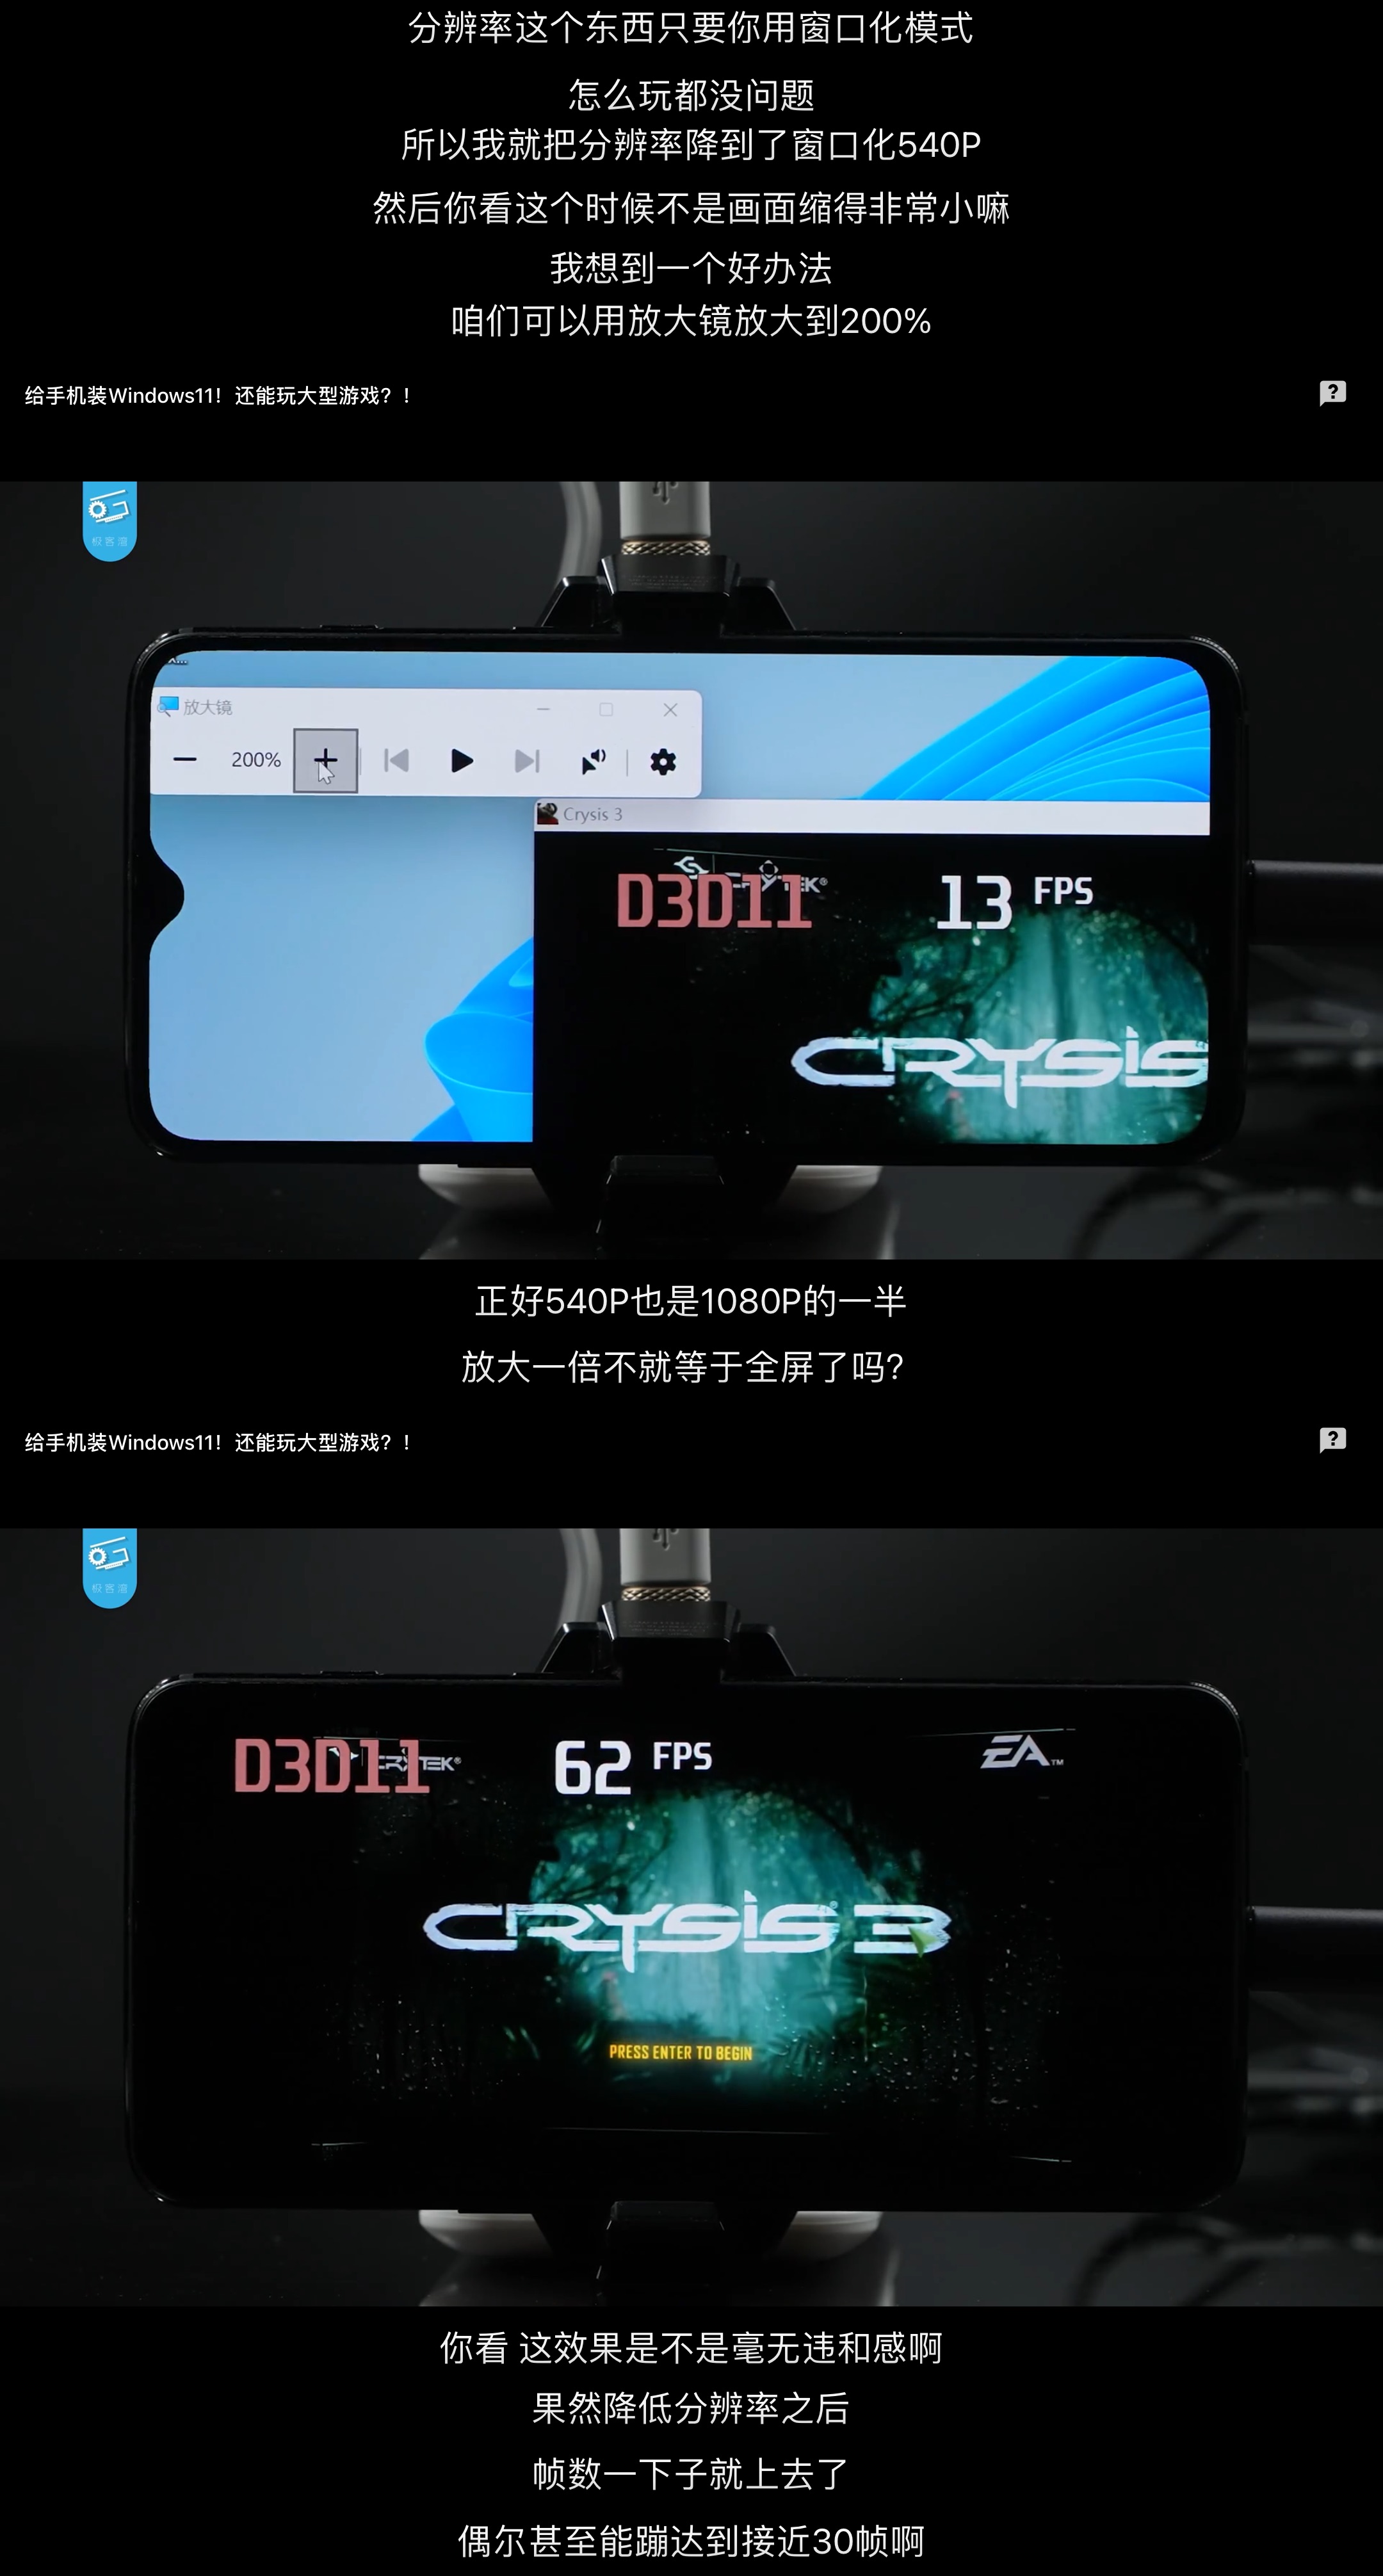 分辨率这个东西只要你用窗口化模式
怎么玩都没问题
所以我就把分辨率降到了窗口化540P
然后你看这个时候不是画面缩得非常小嘛
我想到一个好办法
咱们可以用放大镜放大到200%
给手机装Windows11！还能玩大型游戏？！
极客湾
放大镜
200%
Crysis 3
D3D11 13 FPS
CRYSIS
正好540P也是1080P的一半
放大一倍不就等于全屏了吗?
给手机装Windows11！还能玩大型游戏？！
极客湾
D3D11 62 FPS
CRYTEK®
EA™
CRYSIS 3
PRESS ENTER TO BEGIN
你看 这效果是不是毫无违和感啊
果然降低分辨率之后
帧数一下子就上去了
偶尔甚至能蹦达到接近30帧啊